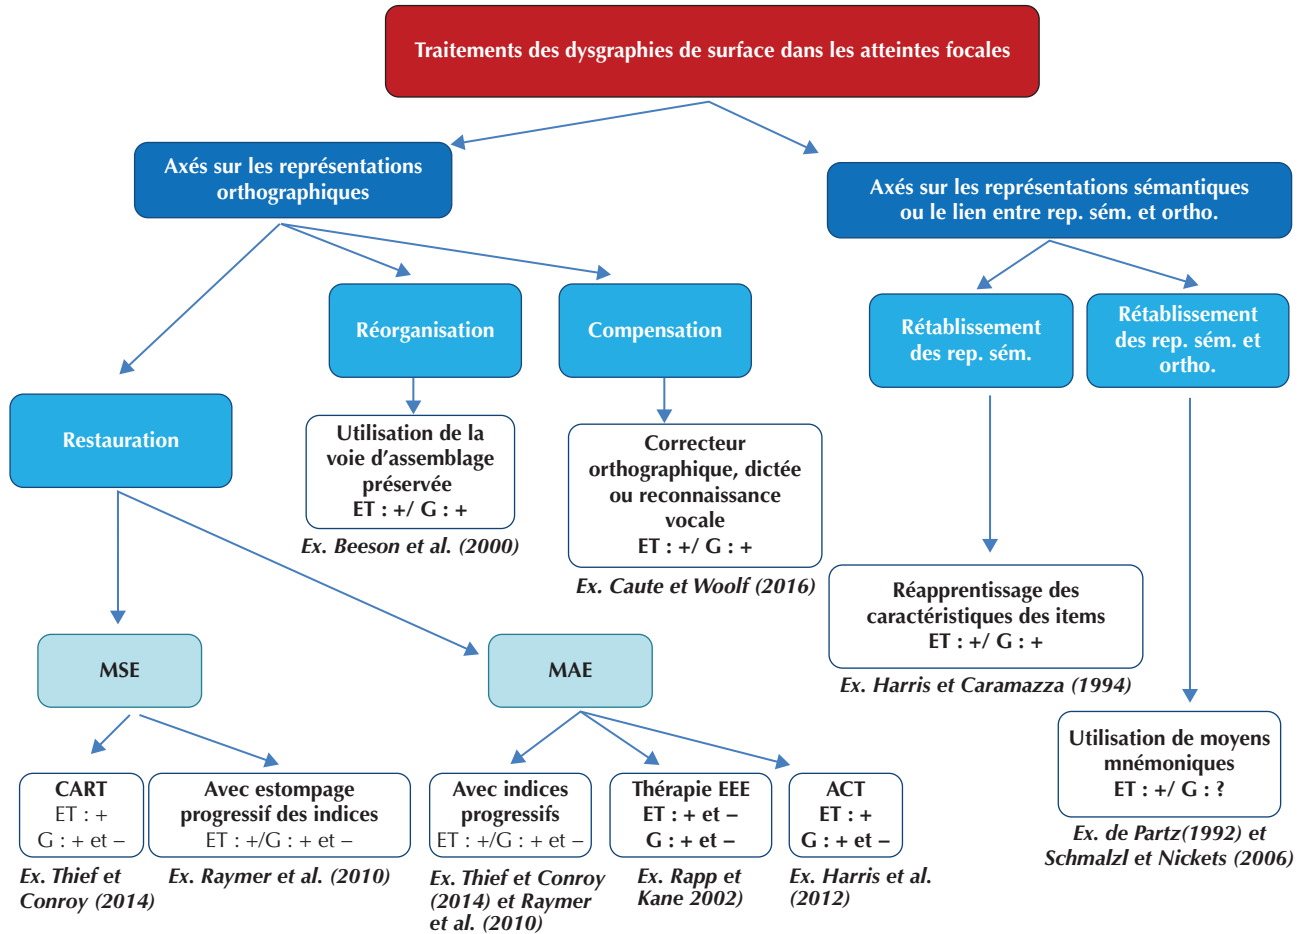 Traitements des dysgraphies de surface dans les atteintes focales
Axés sur les représentations
orthographiques
Axés sur les représentations sémantiques
ou le lien entre rep. sém. et ortho.
Réorganisation
Compensation
Rétablissement
des rep. sém.
Rétablissement
des rep. sém. et
ortho.
Restauration
Utilisation de la
voie d'assemblage
préservée
ET : +/ G : +
Ex. Beeson et al. (2000)
Correcteur
orthographique, dictée
ou reconnaissance
vocale
ET : +/ G : +
Ex. Caute et Woolf (2016)
Réapprentissage des
caractéristiques des items
ET : +/ G : +
Ex. Harris et Caramazza (1994)
MSE
MAE
Utilisation de moyens
mnémoniques
ET : +/ G : ?
Ex. de Partz(1992) et
Schmalzl et Nickets (2006)
CART
ET : +
G : + et –
Ex. Thief et
Conroy (2014)
Avec estompage
progressif des indices
ET : +/G : + et –
Ex. Raymer et al. (2010)
Avec indices
progressifs
ET : +/G : + et –
Ex. Thief et Conroy
(2014) et Raymer
et al. (2010)
Thérapie EEE
ET : + et –
G : + et –
Ex. Rapp et
Kane 2002)
ACT
ET : +
G : + et –
Ex. Harris et al.
(2012)